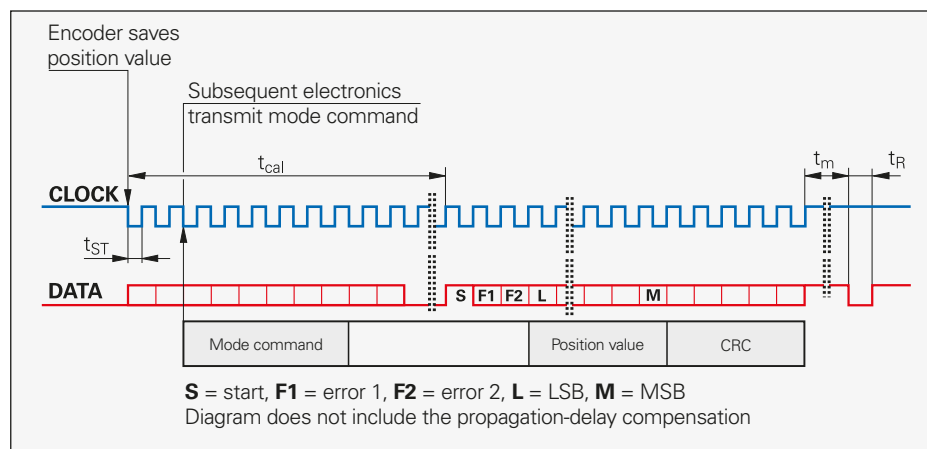 Encoder saves
position value
Subsequent electronics
transmit mode command
t_cal
t_m
t_R
CLOCK
t_ST
DATA
S F1 F2 L M
Mode command Position value CRC
S = start, F1 = error 1, F2 = error 2, L = LSB, M = MSB
Diagram does not include the propagation-delay compensation